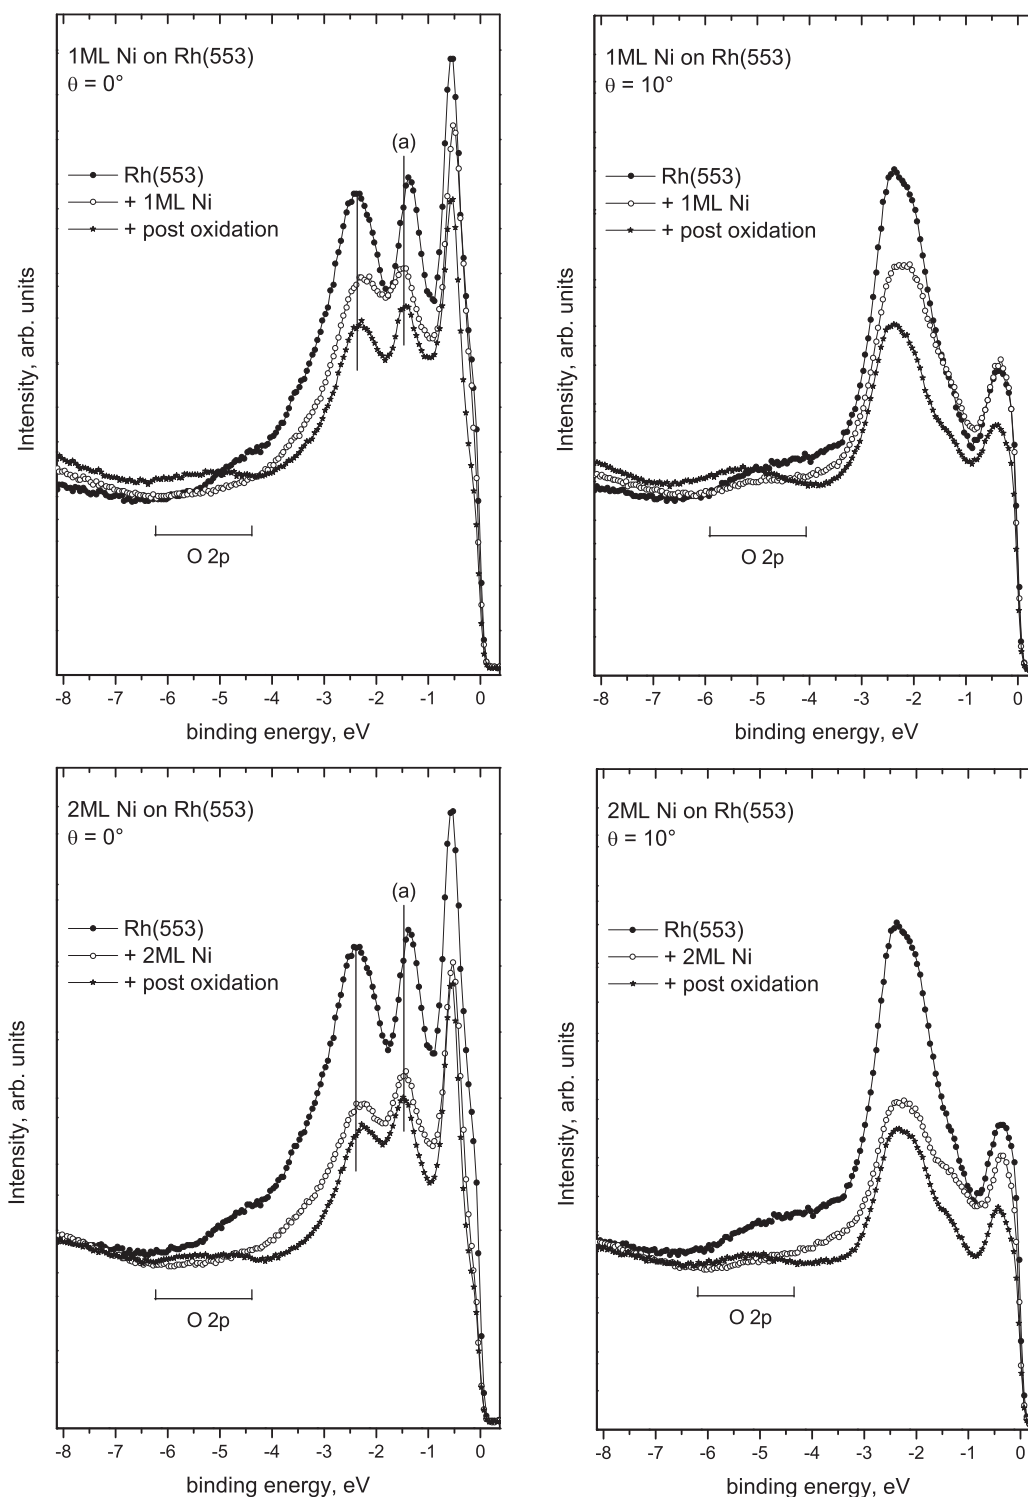 1ML Ni on Rh(553)
θ = 0°
(a)
Rh(553)
+ 1ML Ni
+ post oxidation
O 2p
Intensity, arb. units
-8 -7 -6 -5 -4 -3 -2 -1 0
binding energy, eV
1ML Ni on Rh(553)
θ = 10°
Rh(553)
+ 1ML Ni
+ post oxidation
O 2p
Intensity, arb. units
-8 -7 -6 -5 -4 -3 -2 -1 0
binding energy, eV
2ML Ni on Rh(553)
θ = 0°
(a)
Rh(553)
+ 2ML Ni
+ post oxidation
O 2p
Intensity, arb. units
-8 -7 -6 -5 -4 -3 -2 -1 0
binding energy, eV
2ML Ni on Rh(553)
θ = 10°
Rh(553)
+ 2ML Ni
+ post oxidation
O 2p
Intensity, arb. units
-8 -7 -6 -5 -4 -3 -2 -1 0
binding energy, eV